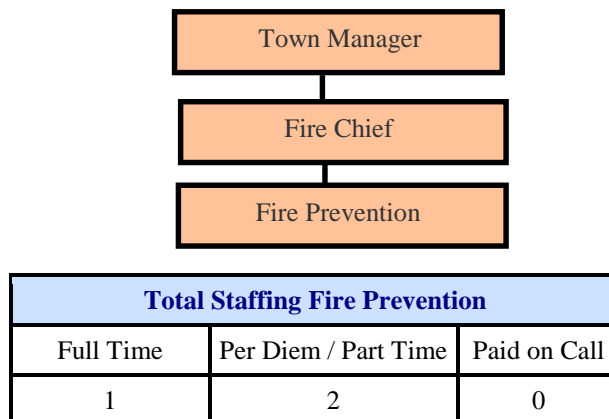 Town Manager
Fire Chief
Fire Prevention
Total Staffing Fire Prevention
Full Time Per Diem / Part Time Paid on Call
1 2 0